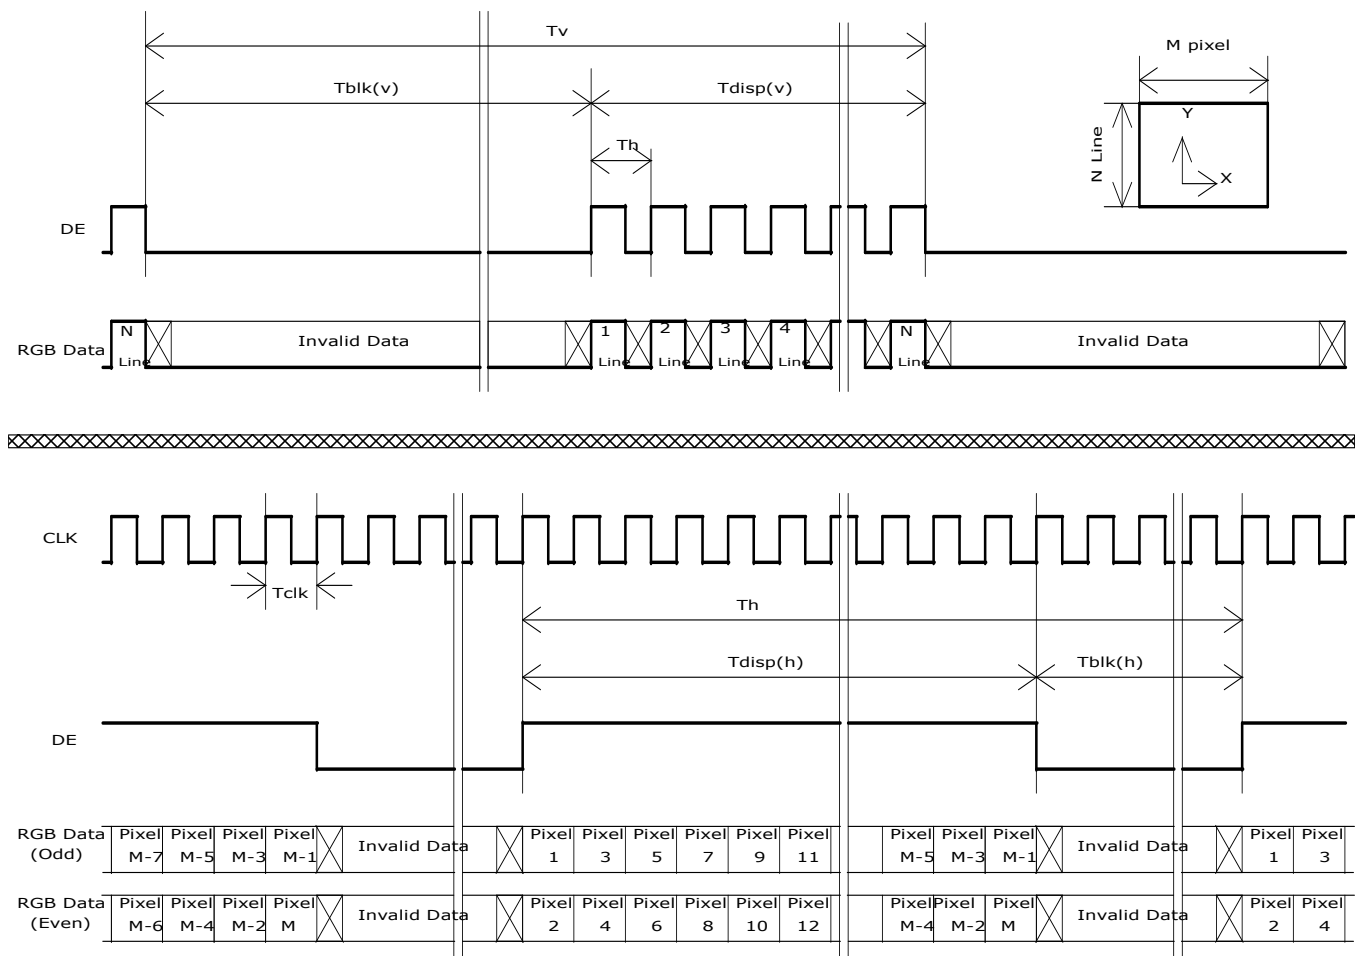 Tv
M pixel
Tblk(v)
Tdisp(v)
Y
Th
N Line
X
DE
N
1
2
3
4
N
RGB Data
Invalid Data
Invalid Data
Line
Line
Line
Line
Line
Line
CLK
Tclk
Th
Tdisp(h)
Tblk(h)
DE
RGB Data
(Odd)
Pixel M-7
Pixel M-5
Pixel M-3
Pixel M-1
Invalid Data
Pixel 1
Pixel 3
Pixel 5
Pixel 7
Pixel 9
Pixel 11
Pixel M-5
Pixel M-3
Pixel M-1
Invalid Data
Pixel 1
Pixel 3
RGB Data
(Even)
Pixel M-6
Pixel M-4
Pixel M-2
Pixel M
Invalid Data
Pixel 2
Pixel 4
Pixel 6
Pixel 8
Pixel 10
Pixel 12
Pixel M-4
Pixel M-2
Pixel M
Invalid Data
Pixel 2
Pixel 4